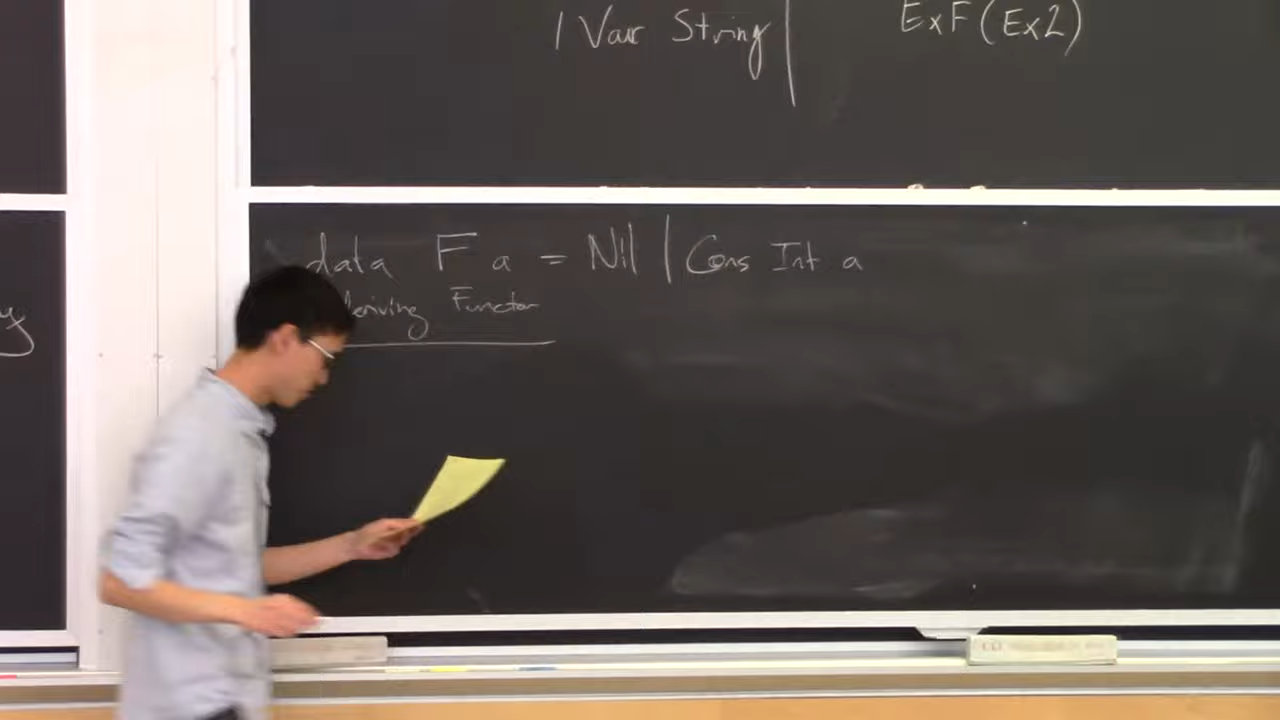 | Var String
ExF(Ex2)
data F a = Nil | Cons Int a
deriving Functor